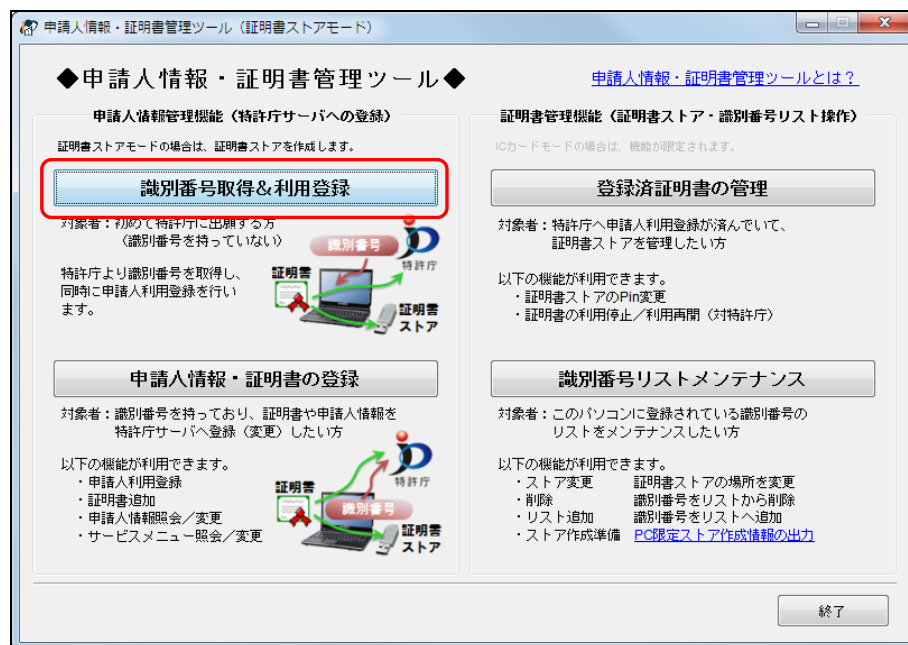 申請人情報・証明書管理ツール（証明書ストアモード）
◆申請人情報・証明書管理ツール◆
申請人情報・証明書管理ツールとは？
申請人情報管理機能（特許庁サーバへの登録）
証明書ストアモードの場合は、証明書ストアを作成します。
識別番号取得＆利用登録
対象者：初めて特許庁に出願する方
（識別番号を持っていない）
特許庁より識別番号を取得し、
同時に申請人利用登録を行い
ます。
識別番号
特許庁
証明書
証明書
ストア
申請人情報・証明書の登録
対象者：識別番号を持っており、証明書や申請人情報を
特許庁サーバへ登録（変更）したい方
以下の機能が利用できます。
・申請人利用登録
・証明書追加
・申請人情報照会／変更
・サービスメニュー照会／変更
特許庁
証明書
識別番号
証明書
ストア
証明書管理機能（証明書ストア・識別番号リスト操作）
ICカードモードの場合は、機能が限定されます。
登録済証明書の管理
対象者：特許庁へ申請人利用登録が済んでいて、
証明書ストアを管理したい方
以下の機能が利用できます。
・証明書ストアのPin変更
・証明書の利用停止／利用再開（対特許庁）
識別番号リストメンテナンス
対象者：このパソコンに登録されている識別番号の
リストをメンテナンスしたい方
以下の機能が利用できます。
・ストア変更 証明書ストアの場所を変更
・削除 識別番号をリストから削除
・リスト追加 識別番号をリストへ追加
・ストア作成準備 PC限定ストア作成情報の出力
終了